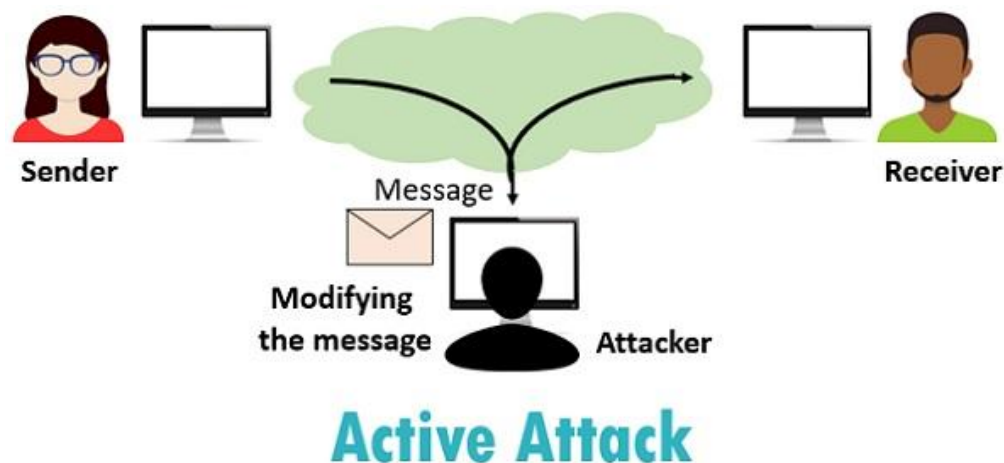 Sender
Receiver
Message
Modifying
the message
Attacker
Active Attack